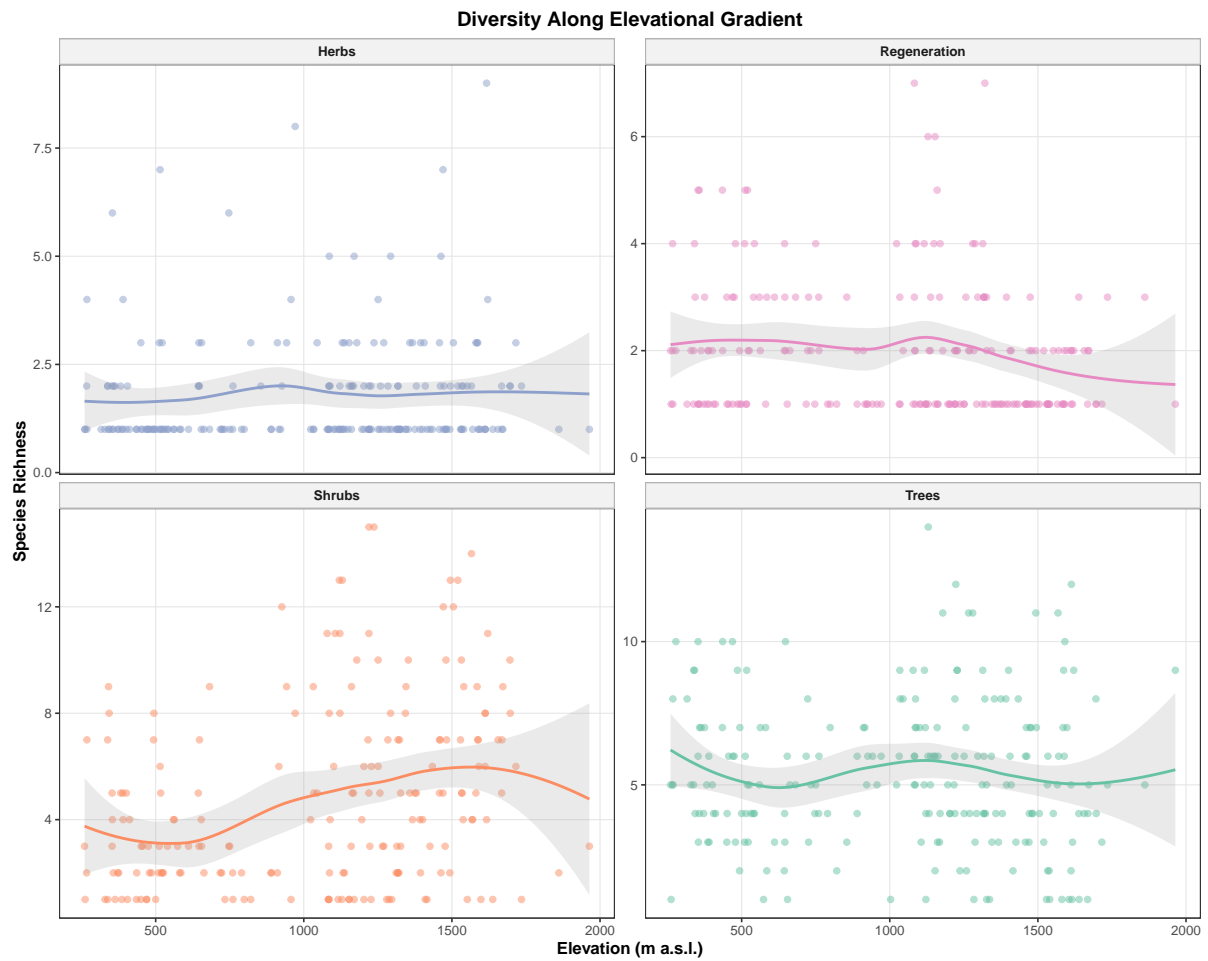 Diversity Along Elevational Gradient
Herbs
Regeneration
7.5
5.0
2.5
0.0
6
4
2
0
Species Richness
Shrubs
Trees
12
8
4
10
5
500 1000 1500 2000
500 1000 1500 2000
Elevation (m a.s.l.)